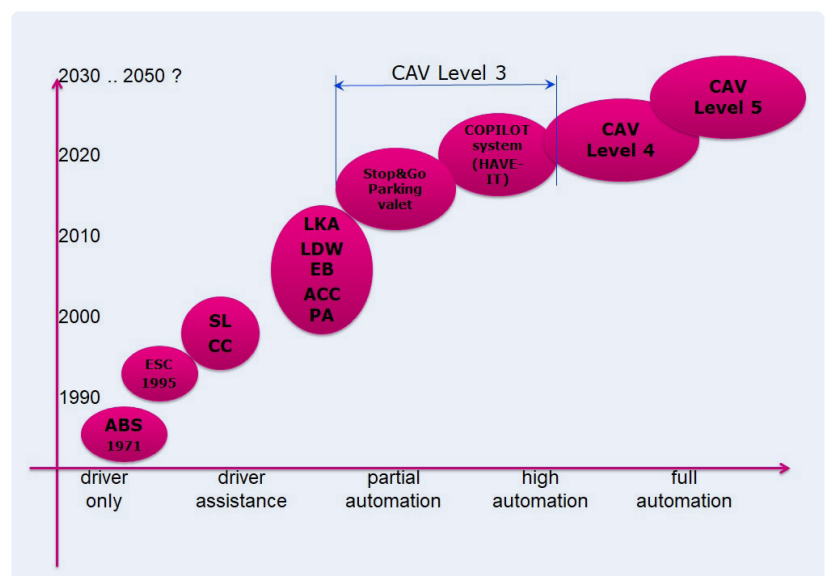 2030 .. 2050 ?
CAV Level 3
CAV
Level 5
COPILOT
system
(HAVE-
IT)
CAV
Level 4
2020
Stop&Go
Parking
valet
2010
LKA
LDW
EB
ACC
PA
2000
SL
CC
ESC
1995
1990
ABS
1971
driver
only
driver
assistance
partial
automation
high
automation
full
automation